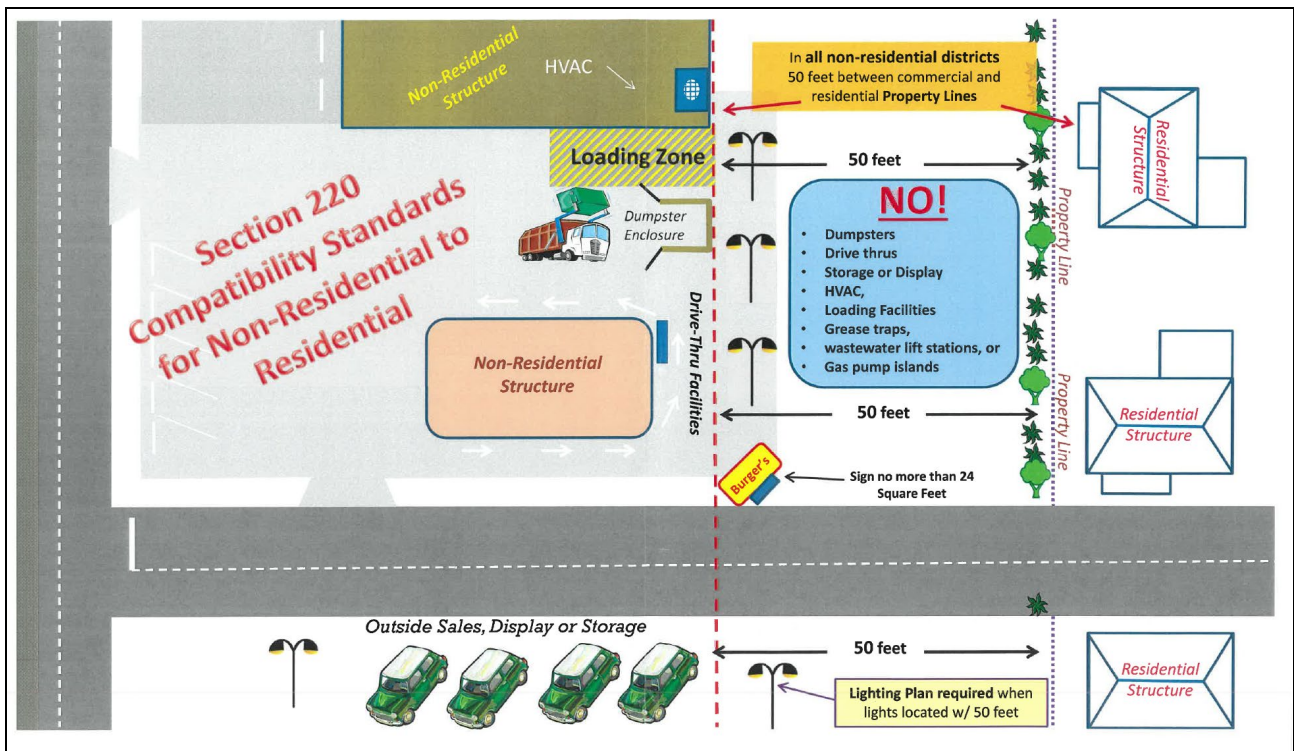 Non-Residential
Structure
HVAC
In all non-residential districts
50 feet between commercial and
residential Property Lines
Loading Zone
50 feet
Residential
Structure
Section 220
Compatibility Standards
for Non-Residential to
Residential
Dumpster
Enclosure
NO!
• Dumpsters
• Drive thrus
• Storage or Display
• HVAC,
• Loading Facilities
• Grease traps,
• wastewater lift stations, or
• Gas pump islands
Property Line
Drive-Thru Facilities
Non-Residential
Structure
50 feet
Property Line
Residential
Structure
Burger's
Sign no more than 24
Square Feet
Outside Sales, Display or Storage
50 feet
Residential
Structure
Lighting Plan required when
lights located w/ 50 feet